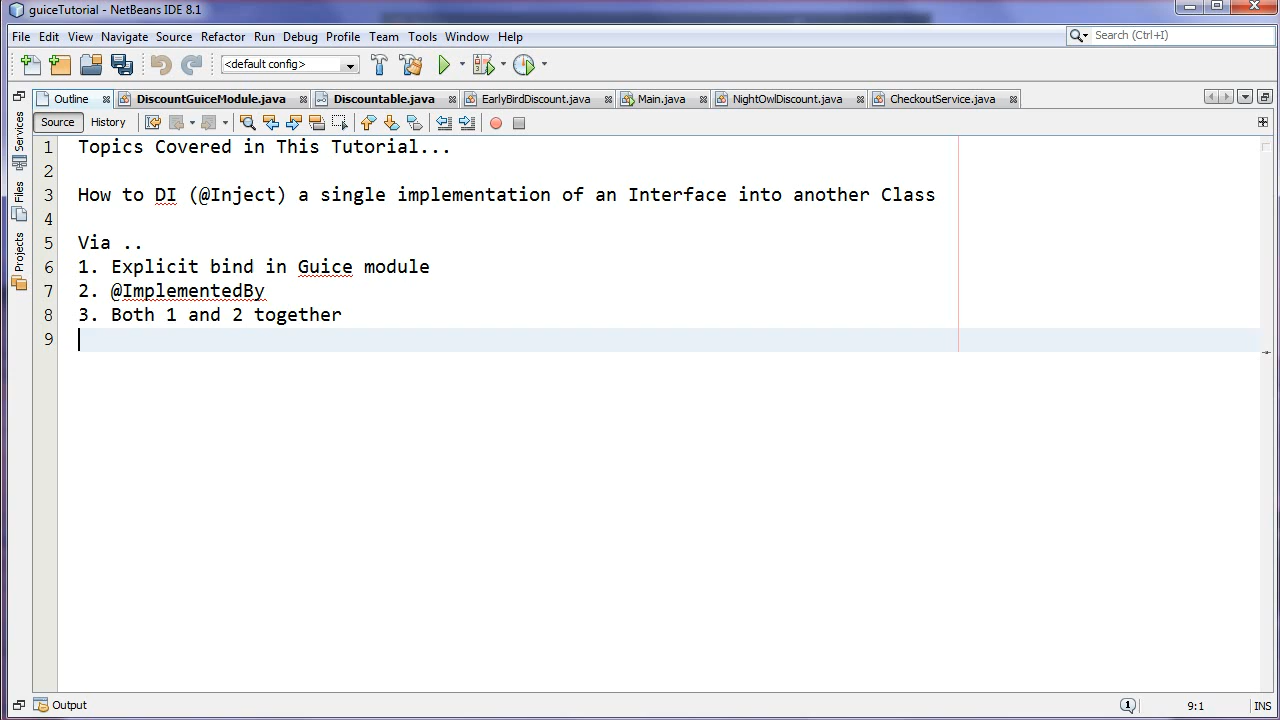 guiceTutorial - NetBeans IDE 8.1
File Edit View Navigate Source Refactor Run Debug Profile Team Tools Window Help
Search (Ctrl+I)
<default config>
Outline DiscountGuiceModule.java Discountable.java EarlyBirdDiscount.java Main.java NightOwlDiscount.java CheckoutService.java
Source History
Services
Files
Projects
1 Topics Covered in This Tutorial...
2
3 How to DI (@Inject) a single implementation of an Interface into another Class
4
5 Via ..
6 1. Explicit bind in Guice module
7 2. @ImplementedBy
8 3. Both 1 and 2 together
9
Output
1
9:1
INS